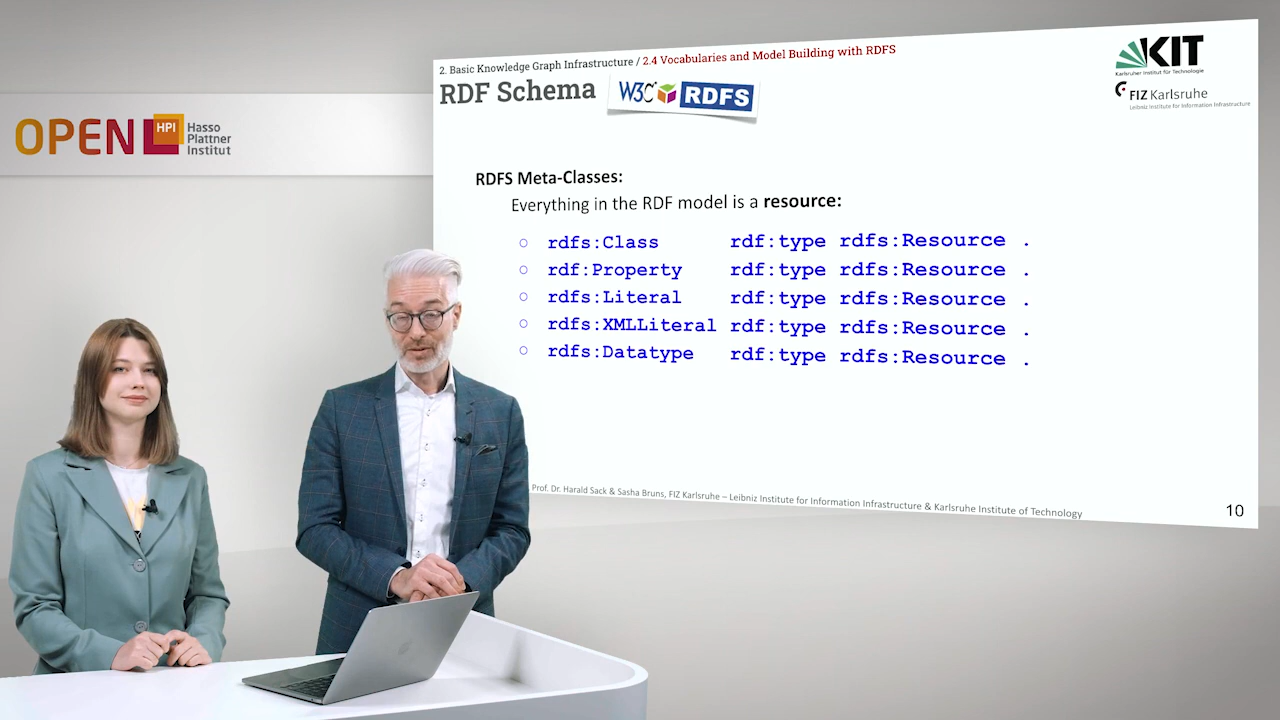 OPEN HPI Hasso
Plattner
Institut
2. Basic Knowledge Graph Infrastructure / 2.4 Vocabularies and Model Building with RDFS
RDF Schema
W3C RDFS
KIT
Karlsruher Institut für Technologie
FIZ Karlsruhe
Leibniz Institute for Information Infrastructure
RDFS Meta-Classes:
Everything in the RDF model is a resource:
○ rdfs:Class rdf:type rdfs:Resource .
○ rdf:Property rdf:type rdfs:Resource .
○ rdfs:Literal rdf:type rdfs:Resource .
○ rdfs:XMLLiteral rdf:type rdfs:Resource .
○ rdfs:Datatype rdf:type rdfs:Resource .
Prof. Dr. Harald Sack & Sasha Bruns, FIZ Karlsruhe – Leibniz Institute for Information Infrastructure & Karlsruhe Institute of Technology
10